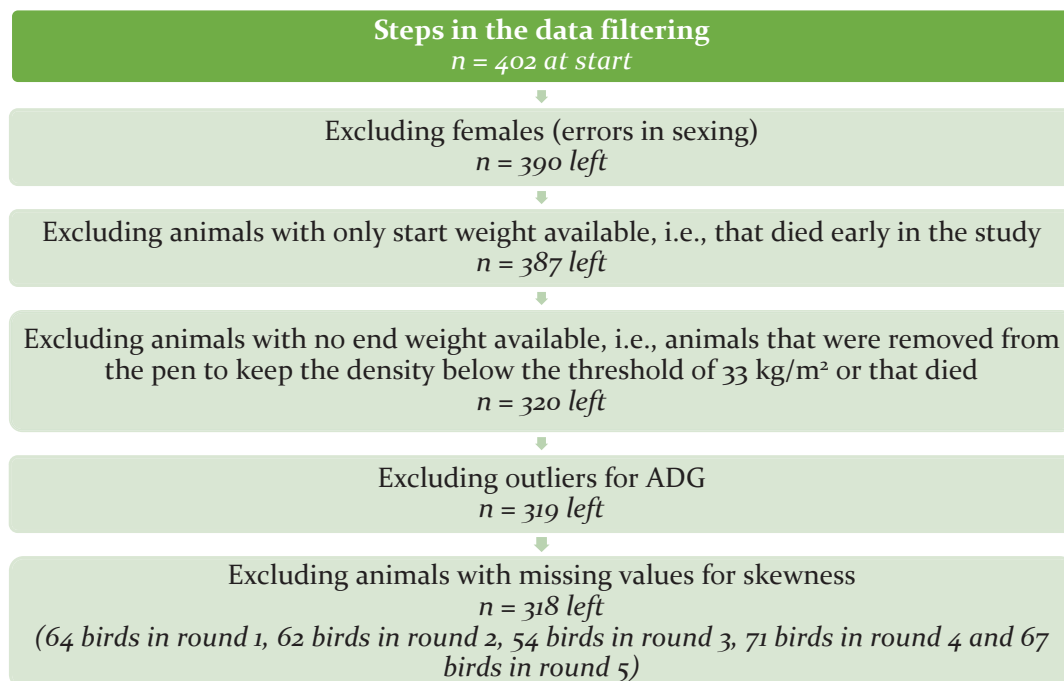 Steps in the data filtering
n = 402 at start
Excluding females (errors in sexing)
n = 390 left
Excluding animals with only start weight available, i.e., that died early in the study
n = 387 left
Excluding animals with no end weight available, i.e., animals that were removed from
the pen to keep the density below the threshold of 33 kg/m² or that died
n = 320 left
Excluding outliers for ADG
n = 319 left
Excluding animals with missing values for skewness
n = 318 left
(64 birds in round 1, 62 birds in round 2, 54 birds in round 3, 71 birds in round 4 and 67
birds in round 5)